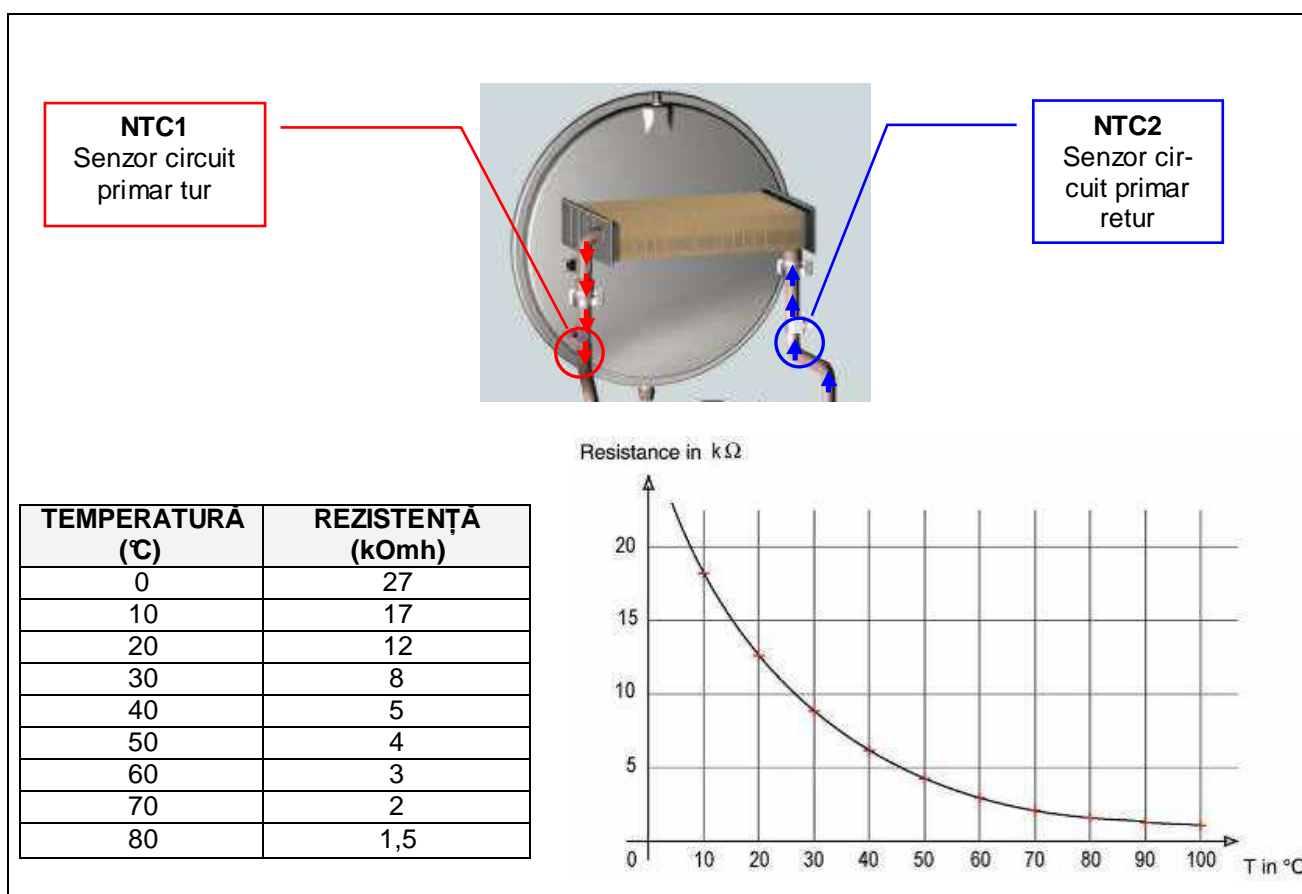 NTC1
Senzor circuit
primar tur
NTC2
Senzor cir-
cuit primar
retur
TEMPERATURĂ
(°C)
REZISTENȚĂ
(kOmh)
0 27
10 17
20 12
30 8
40 5
50 4
60 3
70 2
80 1,5
Resistance in kΩ
20
15
10
5
0 10 20 30 40 50 60 70 80 90 100 T in °C